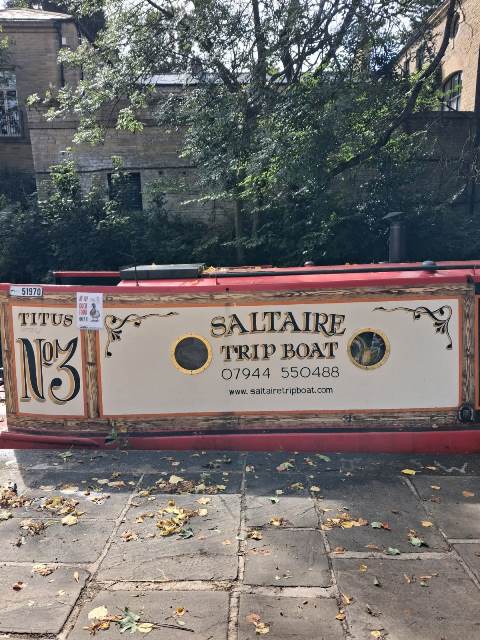 51970
TITUS
No3
SALTAIRE
TRIP BOAT
07944 550488
www.saltairetripboat.com